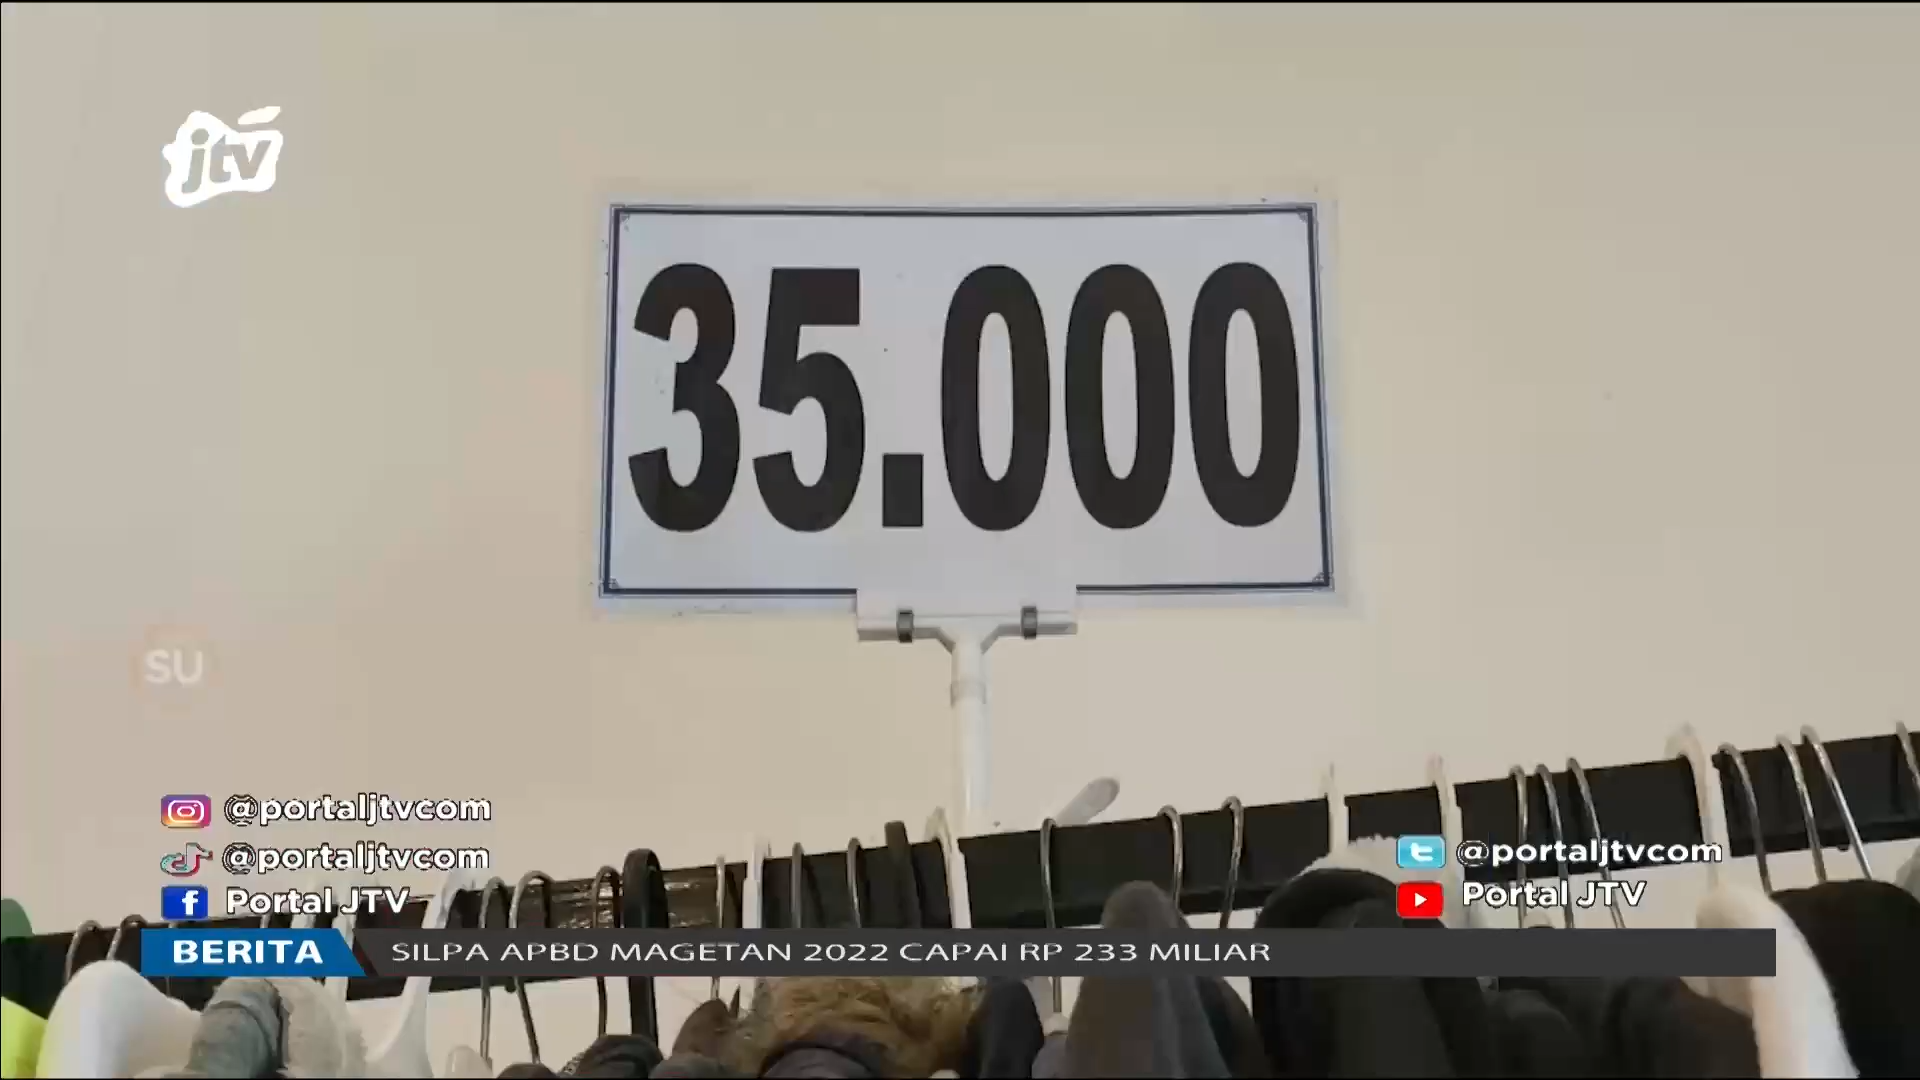 jtv
35.000
SU
@portaljtvcom
@portaljtvcom
Portal JTV
@portaljtvcom
Portal JTV
BERITA
SILPA APBD MAGETAN 2022 CAPAI RP 233 MILIAR